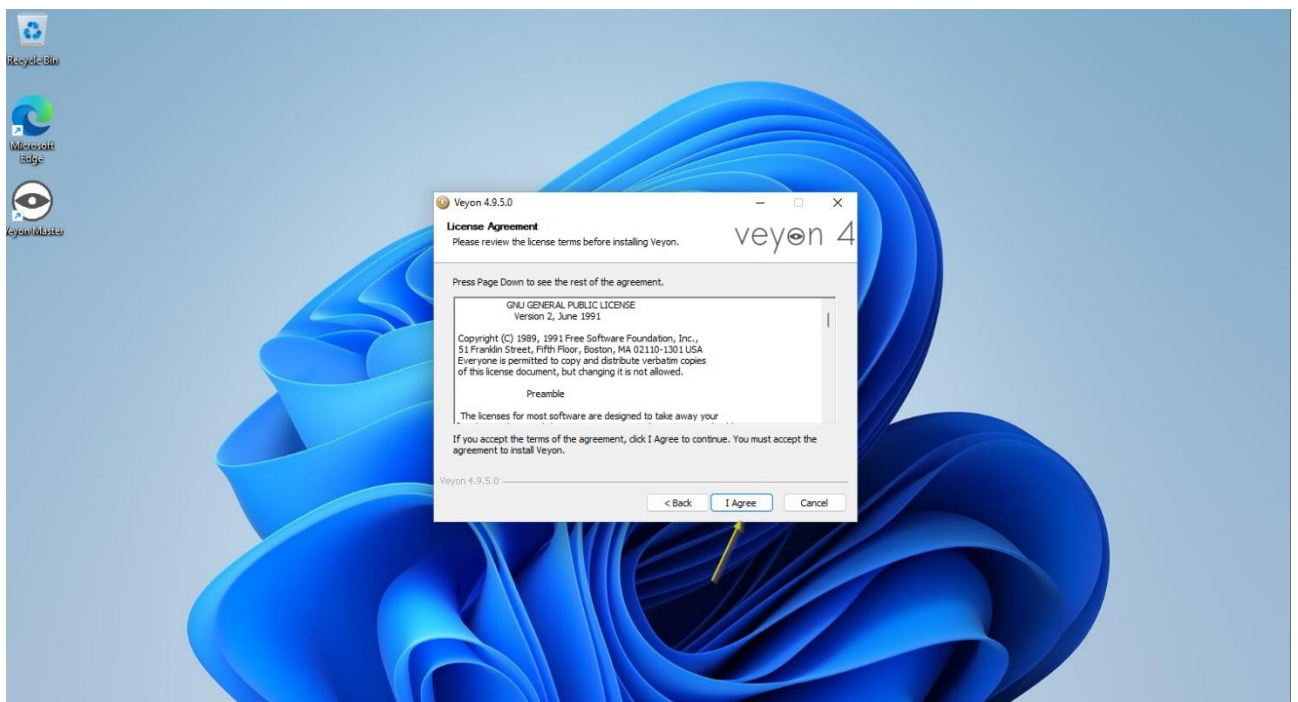 Recycle Bin
Microsoft
Edge
Veyon Master
Veyon 4.9.5.0
License Agreement
Please review the license terms before installing Veyon.
veyon 4
Press Page Down to see the rest of the agreement.
GNU GENERAL PUBLIC LICENSE
Version 2, June 1991
Copyright (C) 1989, 1991 Free Software Foundation, Inc.,
51 Franklin Street, Fifth Floor, Boston, MA 02110-1301 USA
Everyone is permitted to copy and distribute verbatim copies
of this license document, but changing it is not allowed.
Preamble
The licenses for most software are designed to take away your
If you accept the terms of the agreement, click I Agree to continue. You must accept the
agreement to install Veyon.
Veyon 4.9.5.0
< Back
I Agree
Cancel